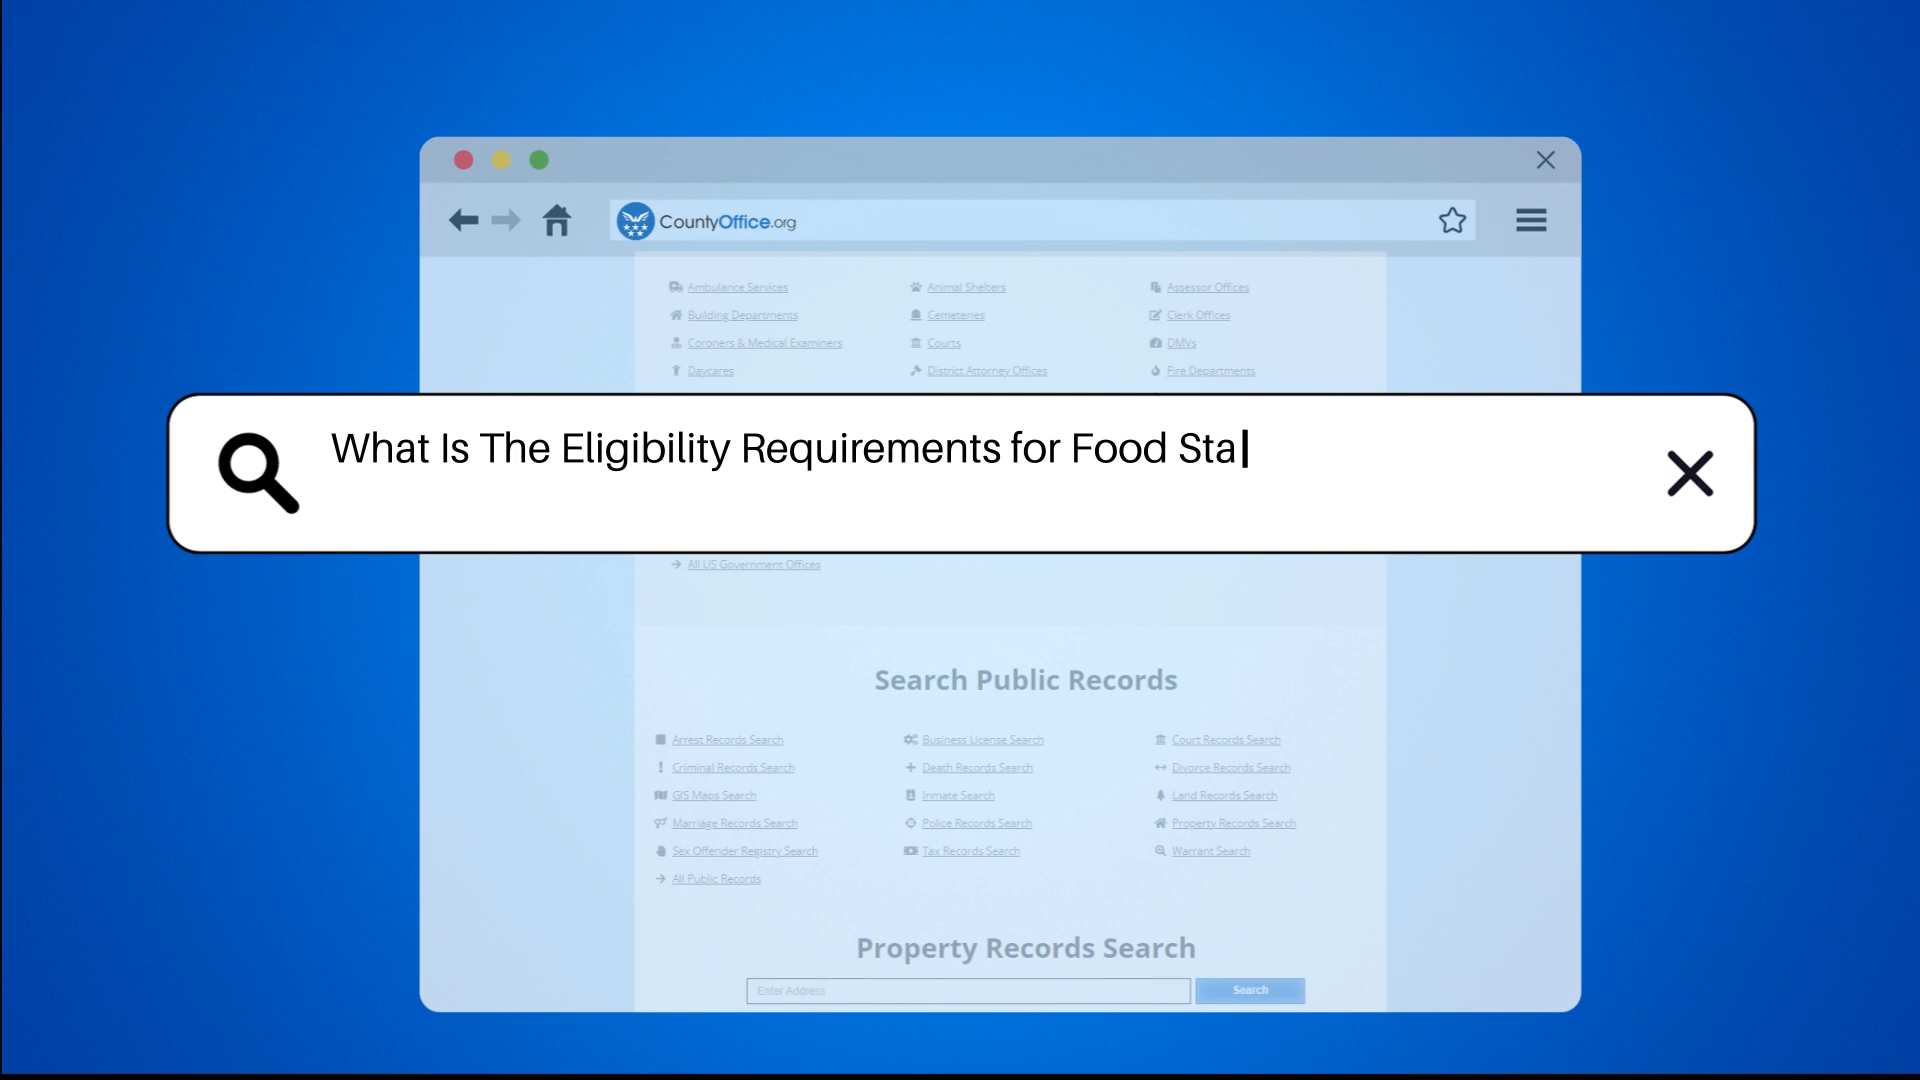 CountyOffice.org
Ambulance Services Animal Shelters Assessor Offices
Building Departments Cemeteries Clerk Offices
Coroners & Medical Examiners Courts DMVs
Daycares District Attorney Offices Fire Departments
What Is The Eligibility Requirements for Food Sta
All US Government Offices
Search Public Records
Arrest Records Search Business License Search Court Records Search
Criminal Records Search Death Records Search Divorce Records Search
GIS Maps Search Inmate Search Land Records Search
Marriage Records Search Police Records Search Property Records Search
Sex Offender Registry Search Tax Records Search Warrant Search
All Public Records
Property Records Search
Enter Address Search